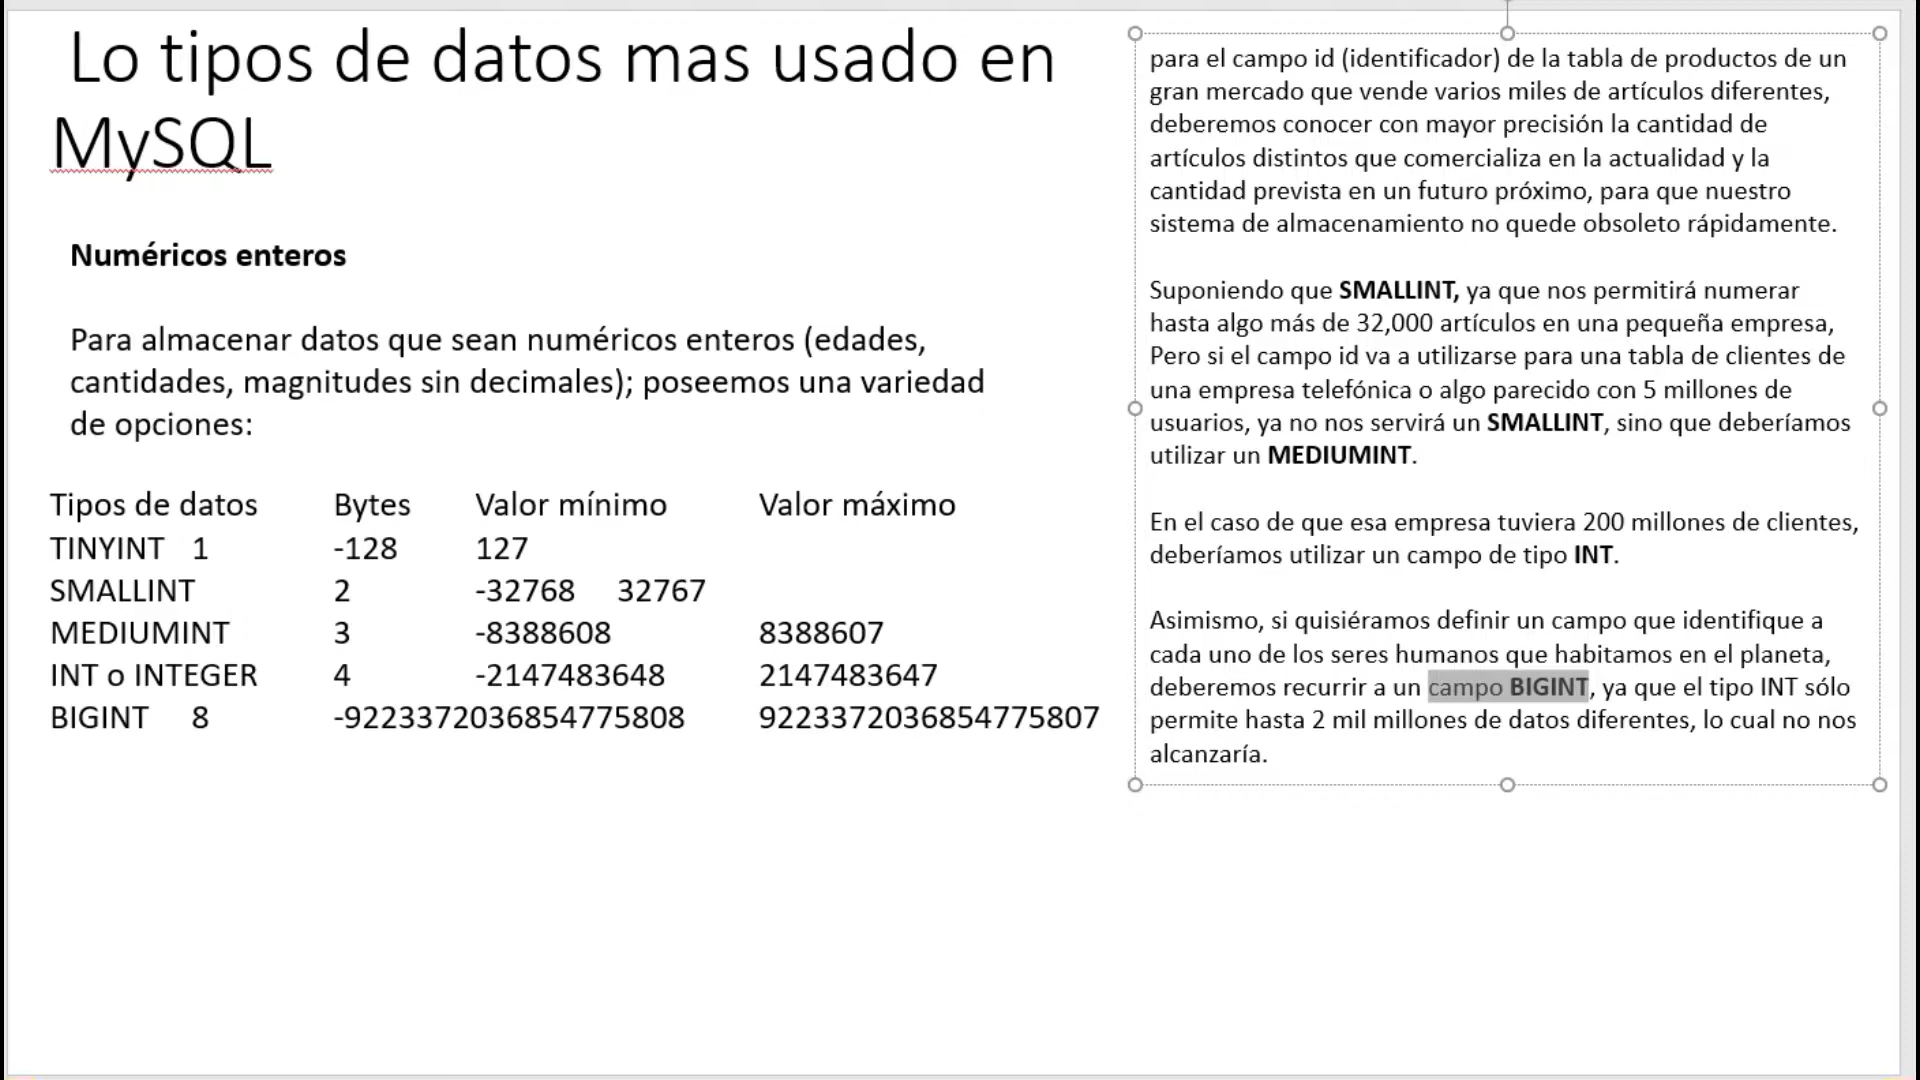 Lo tipos de datos mas usado en
MySQL
Numéricos enteros
Para almacenar datos que sean numéricos enteros (edades,
cantidades, magnitudes sin decimales); poseemos una variedad
de opciones:
Tipos de datos Bytes Valor mínimo Valor máximo
TINYINT 1 -128 127
SMALLINT 2 -32768 32767
MEDIUMINT 3 -8388608 8388607
INT o INTEGER 4 -2147483648 2147483647
BIGINT 8 -9223372036854775808 9223372036854775807
para el campo id (identificador) de la tabla de productos de un
gran mercado que vende varios miles de artículos diferentes,
deberemos conocer con mayor precisión la cantidad de
artículos distintos que comercializa en la actualidad y la
cantidad prevista en un futuro próximo, para que nuestro
sistema de almacenamiento no quede obsoleto rápidamente.
Suponiendo que SMALLINT, ya que nos permitirá numerar
hasta algo más de 32,000 artículos en una pequeña empresa,
Pero si el campo id va a utilizarse para una tabla de clientes de
una empresa telefónica o algo parecido con 5 millones de
usuarios, ya no nos servirá un SMALLINT, sino que deberíamos
utilizar un MEDIUMINT.
En el caso de que esa empresa tuviera 200 millones de clientes,
deberíamos utilizar un campo de tipo INT.
Asimismo, si quisiéramos definir un campo que identifique a
cada uno de los seres humanos que habitamos en el planeta,
deberemos recurrir a un campo BIGINT, ya que el tipo INT sólo
permite hasta 2 mil millones de datos diferentes, lo cual no nos
alcanzaría.